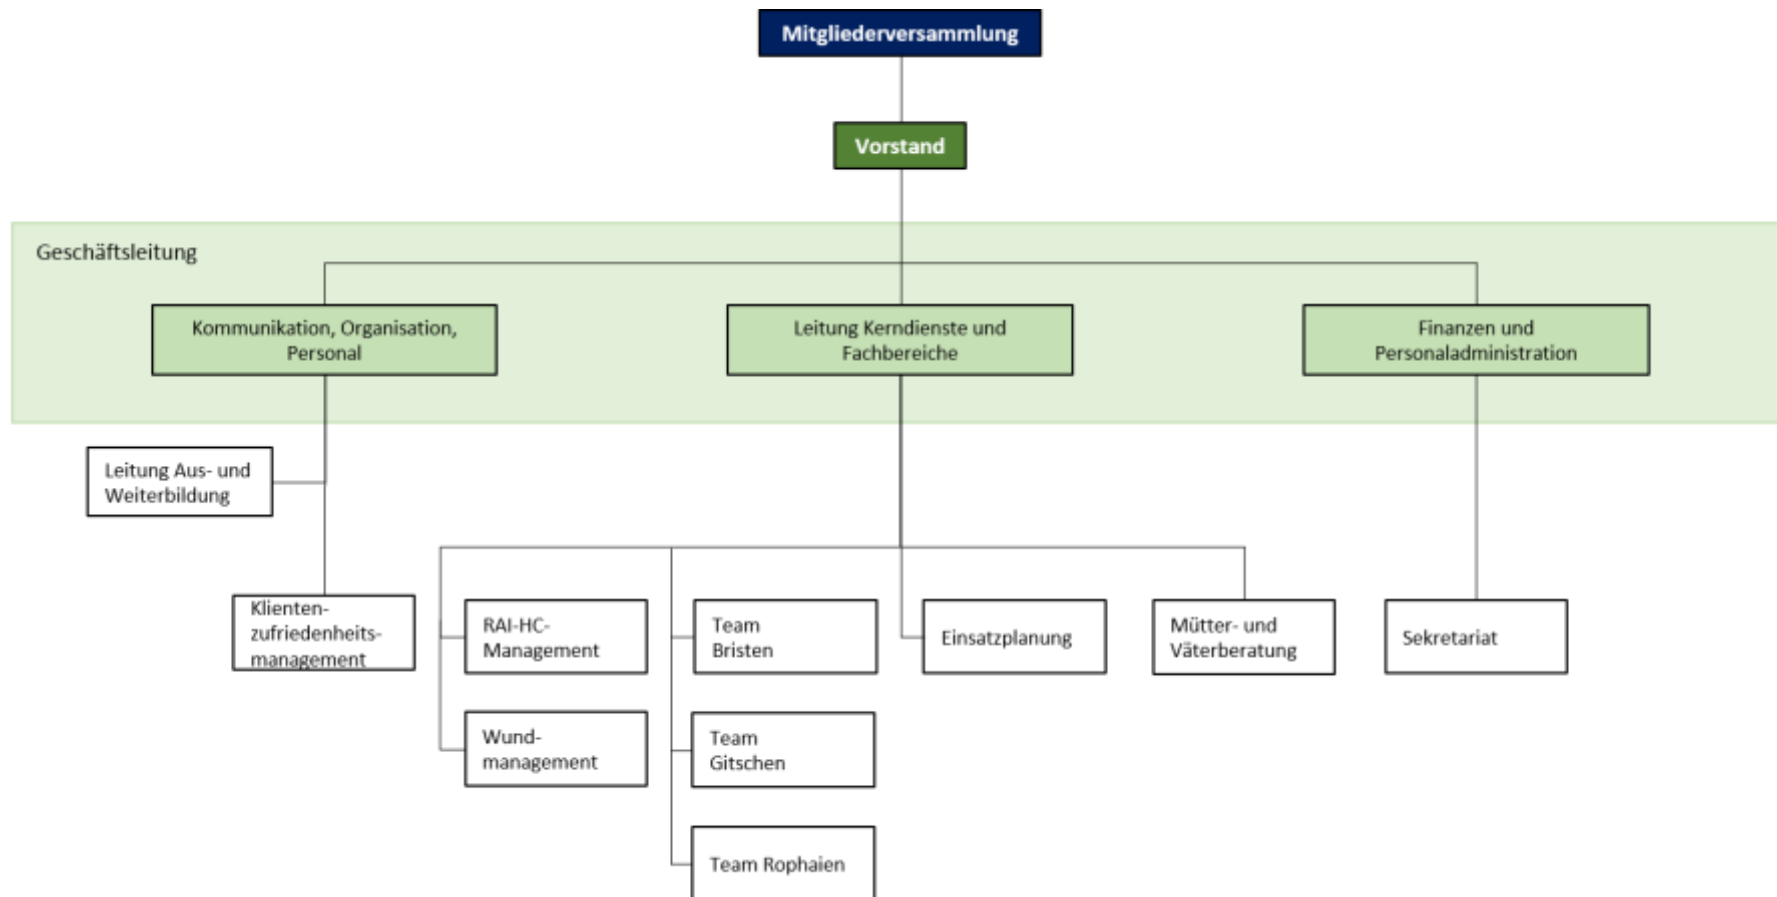 Mitgliederversammlung
Vorstand
Geschäftsleitung
Kommunikation, Organisation,
Personal
Leitung Kerndienste und
Fachbereiche
Finanzen und
Personaladministration
Leitung Aus- und
Weiterbildung
Klienten-
zufriedenheits-
management
RAI-HC-
Management
Team
Bristen
Einsatzplanung
Mütter- und
Väterberatung
Sekretariat
Wund-
management
Team
Gitschen
Team Rophaien